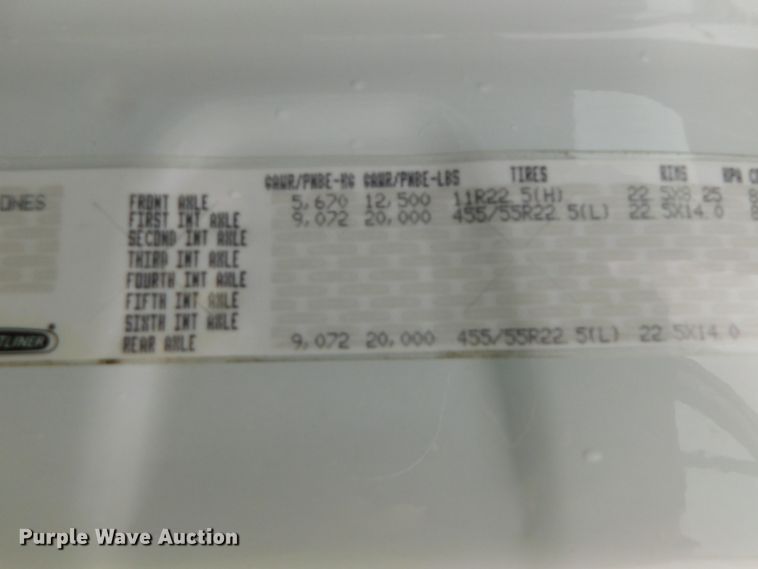 GAWR/PNBE-KG GAWR/PNBE-LBS TIRES RIMS KPA
ONES FRONT AXLE 5,670 12,500 11R22.5(H) 22.5X8.25
FIRST INT AXLE 9,072 20,000 455/55R22.5(L) 22.5X14.0
SECOND INT AXLE
THIRD INT AXLE
FOURTH INT AXLE
FIFTH INT AXLE
SIXTH INT AXLE
TLINER® REAR AXLE 9,072 20,000 455/55R22.5(L) 22.5X14.0
Purple Wave Auction